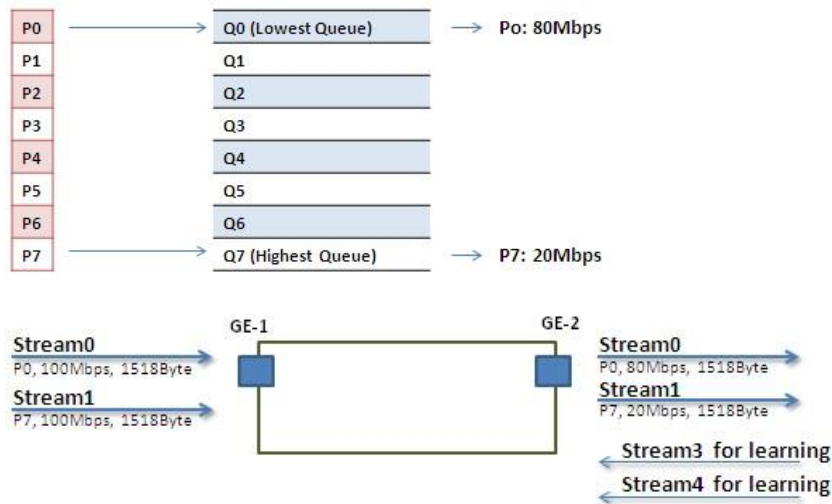 P0 Q0 (Lowest Queue) Po: 80Mbps
P1 Q1
P2 Q2
P3 Q3
P4 Q4
P5 Q5
P6 Q6
P7 Q7 (Highest Queue) P7: 20Mbps
GE-1 GE-2
Stream0 Stream0
P0, 100Mbps, 1518Byte P0, 80Mbps, 1518Byte
Stream1 Stream1
P7, 100Mbps, 1518Byte P7, 20Mbps, 1518Byte
Stream3 for learning
Stream4 for learning